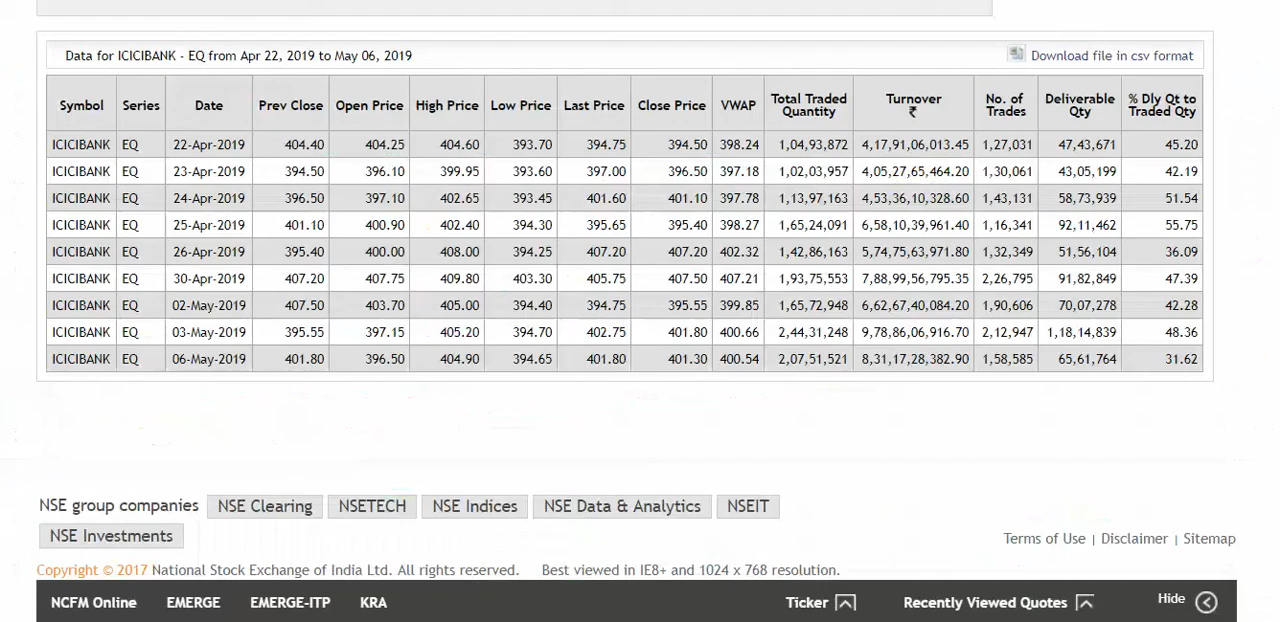 Data for ICICIBANK - EQ from Apr 22, 2019 to May 06, 2019 Download file in csv format
Symbol Series Date Prev Close Open Price High Price Low Price Last Price Close Price VWAP Total Traded Quantity Turnover ₹ No. of Trades Deliverable Qty % Dly Qt to Traded Qty
ICICIBANK EQ 22-Apr-2019 404.40 404.25 404.60 393.70 394.75 394.50 398.24 1,04,93,872 4,17,91,06,013.45 1,27,031 47,43,671 45.20
ICICIBANK EQ 23-Apr-2019 394.50 396.10 399.95 393.60 397.00 396.50 397.18 1,02,03,957 4,05,27,65,464.20 1,30,061 43,05,199 42.19
ICICIBANK EQ 24-Apr-2019 396.50 397.10 402.65 393.45 401.60 401.10 397.78 1,13,97,163 4,53,36,10,328.60 1,43,131 58,73,939 51.54
ICICIBANK EQ 25-Apr-2019 401.10 400.90 402.40 394.30 395.65 395.40 398.27 1,65,24,091 6,58,10,39,961.40 1,16,341 92,11,462 55.75
ICICIBANK EQ 26-Apr-2019 395.40 400.00 408.00 394.25 407.20 407.20 402.32 1,42,86,163 5,74,75,63,971.80 1,32,349 51,56,104 36.09
ICICIBANK EQ 30-Apr-2019 407.20 407.75 409.80 403.30 405.75 407.50 407.21 1,93,75,553 7,88,99,56,795.35 2,26,795 91,82,849 47.39
ICICIBANK EQ 02-May-2019 407.50 403.70 405.00 394.40 394.75 395.55 399.85 1,65,72,948 6,62,67,40,084.20 1,90,606 70,07,278 42.28
ICICIBANK EQ 03-May-2019 395.55 397.15 405.20 394.70 402.75 401.80 400.66 2,44,31,248 9,78,86,06,916.70 2,12,947 1,18,14,839 48.36
ICICIBANK EQ 06-May-2019 401.80 396.50 404.90 394.65 401.80 401.30 400.54 2,07,51,521 8,31,17,28,382.90 1,58,585 65,61,764 31.62
NSE group companies NSE Clearing NSETECH NSE Indices NSE Data & Analytics NSEIT
NSE Investments
Terms of Use | Disclaimer | Sitemap
Copyright © 2017 National Stock Exchange of India Ltd. All rights reserved. Best viewed in IE8+ and 1024 x 768 resolution.
NCFM Online EMERGE EMERGE-ITP KRA Ticker Recently Viewed Quotes Hide